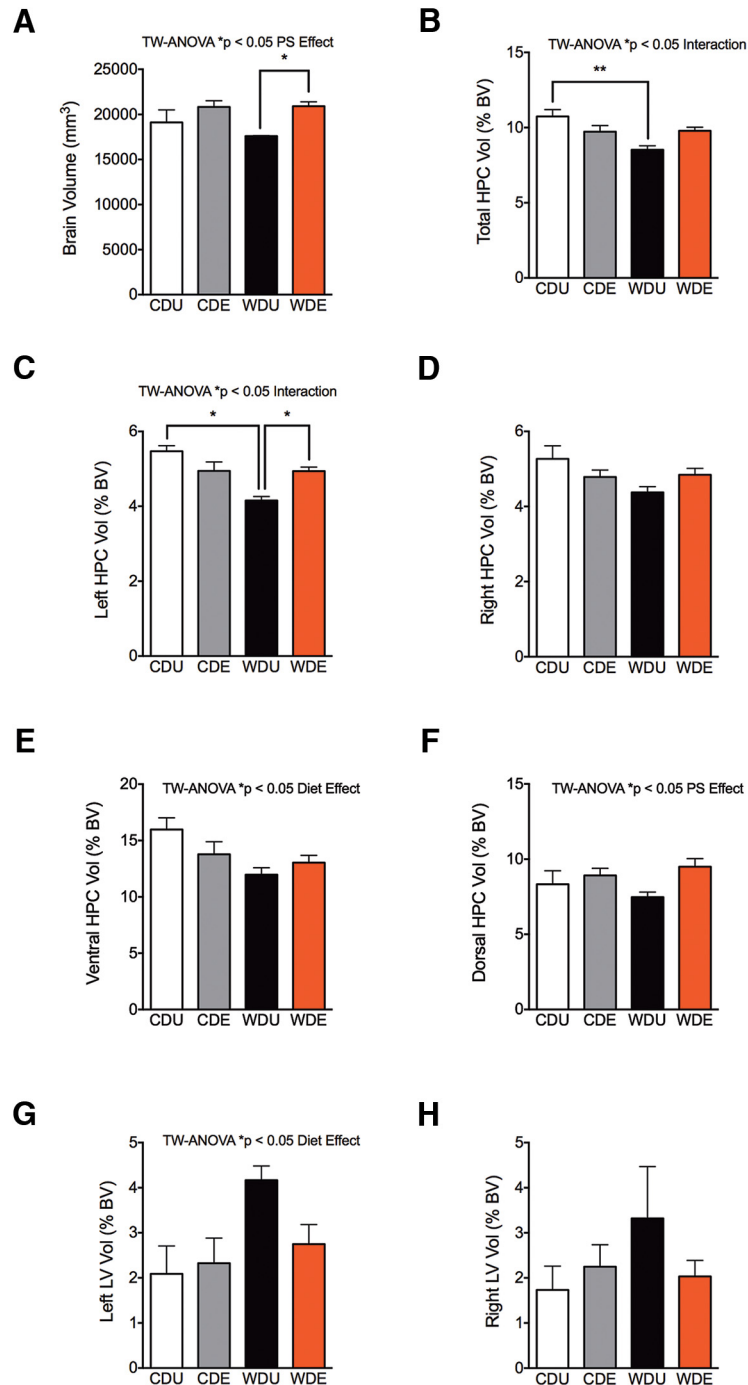 A
TW-ANOVA *p < 0.05 PS Effect
*
Brain Volume (mm³)
25000
20000
15000
10000
5000
0
CDU CDE WDU WDE
B
TW-ANOVA *p < 0.05 Interaction
**
Total HPC Vol (% BV)
15
10
5
0
CDU CDE WDU WDE
C
TW-ANOVA *p < 0.05 Interaction
* *
Left HPC Vol (% BV)
6
4
2
0
CDU CDE WDU WDE
D
Right HPC Vol (% BV)
6
4
2
0
CDU CDE WDU WDE
E
TW-ANOVA *p < 0.05 Diet Effect
Ventral HPC Vol (% BV)
20
15
10
5
0
CDU CDE WDU WDE
F
TW-ANOVA *p < 0.05 PS Effect
Dorsal HPC Vol (% BV)
15
10
5
0
CDU CDE WDU WDE
G
TW-ANOVA *p < 0.05 Diet Effect
Left LV Vol (% BV)
5
4
3
2
1
0
CDU CDE WDU WDE
H
Right LV Vol (% BV)
5
4
3
2
1
0
CDU CDE WDU WDE